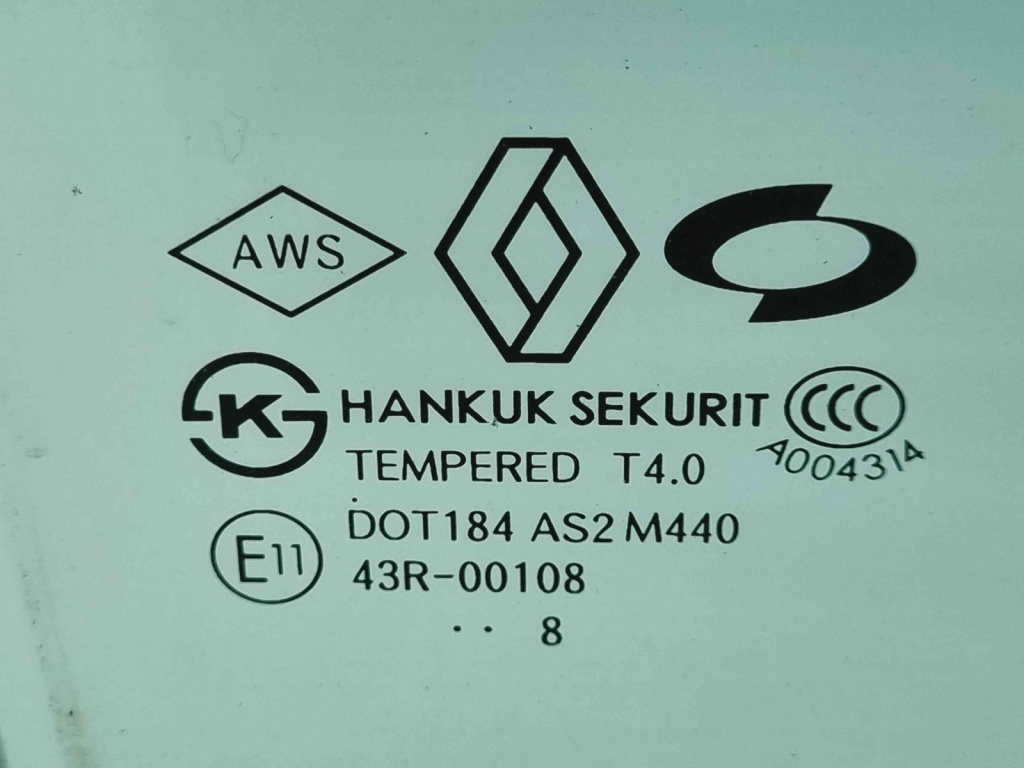 AWS
K HANKUK SEKURIT CCC
TEMPERED T4.0 A004314
DOT184 AS2 M440
E11 43R-00108
.. 8